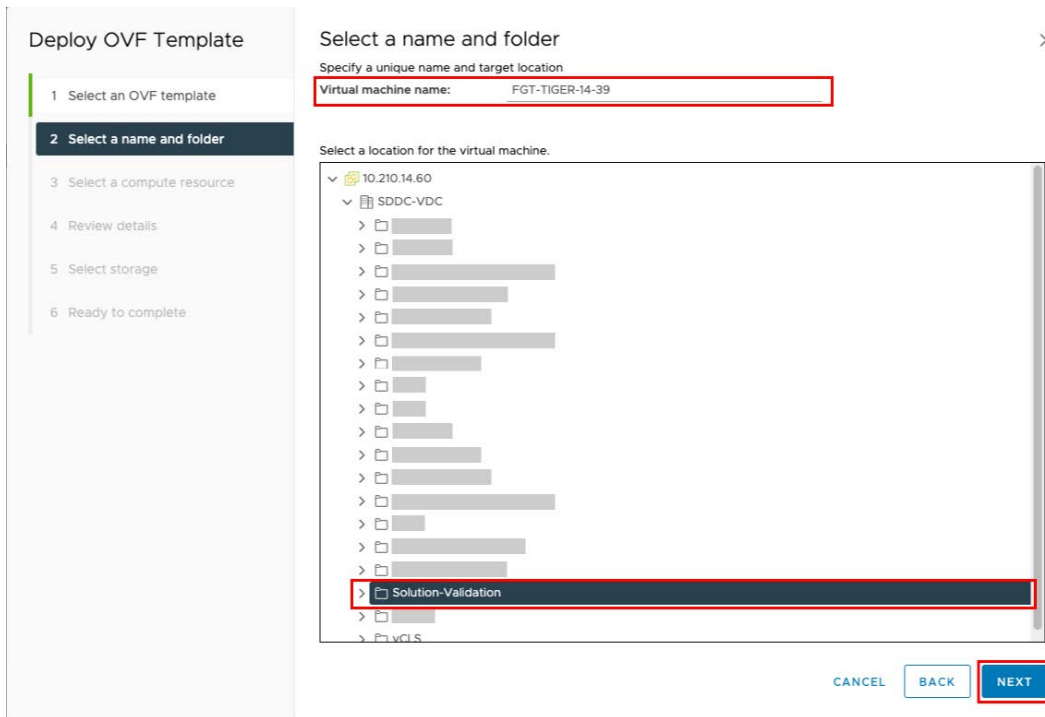 Deploy OVF Template
1 Select an OVF template
2 Select a name and folder
3 Select a compute resource
4 Review details
5 Select storage
6 Ready to complete
Select a name and folder
Specify a unique name and target location
Virtual machine name: FGT-TIGER-14-39
Select a location for the virtual machine.
10.210.14.60
SDDC-VDC
Solution-Validation
vCLS
CANCEL BACK NEXT